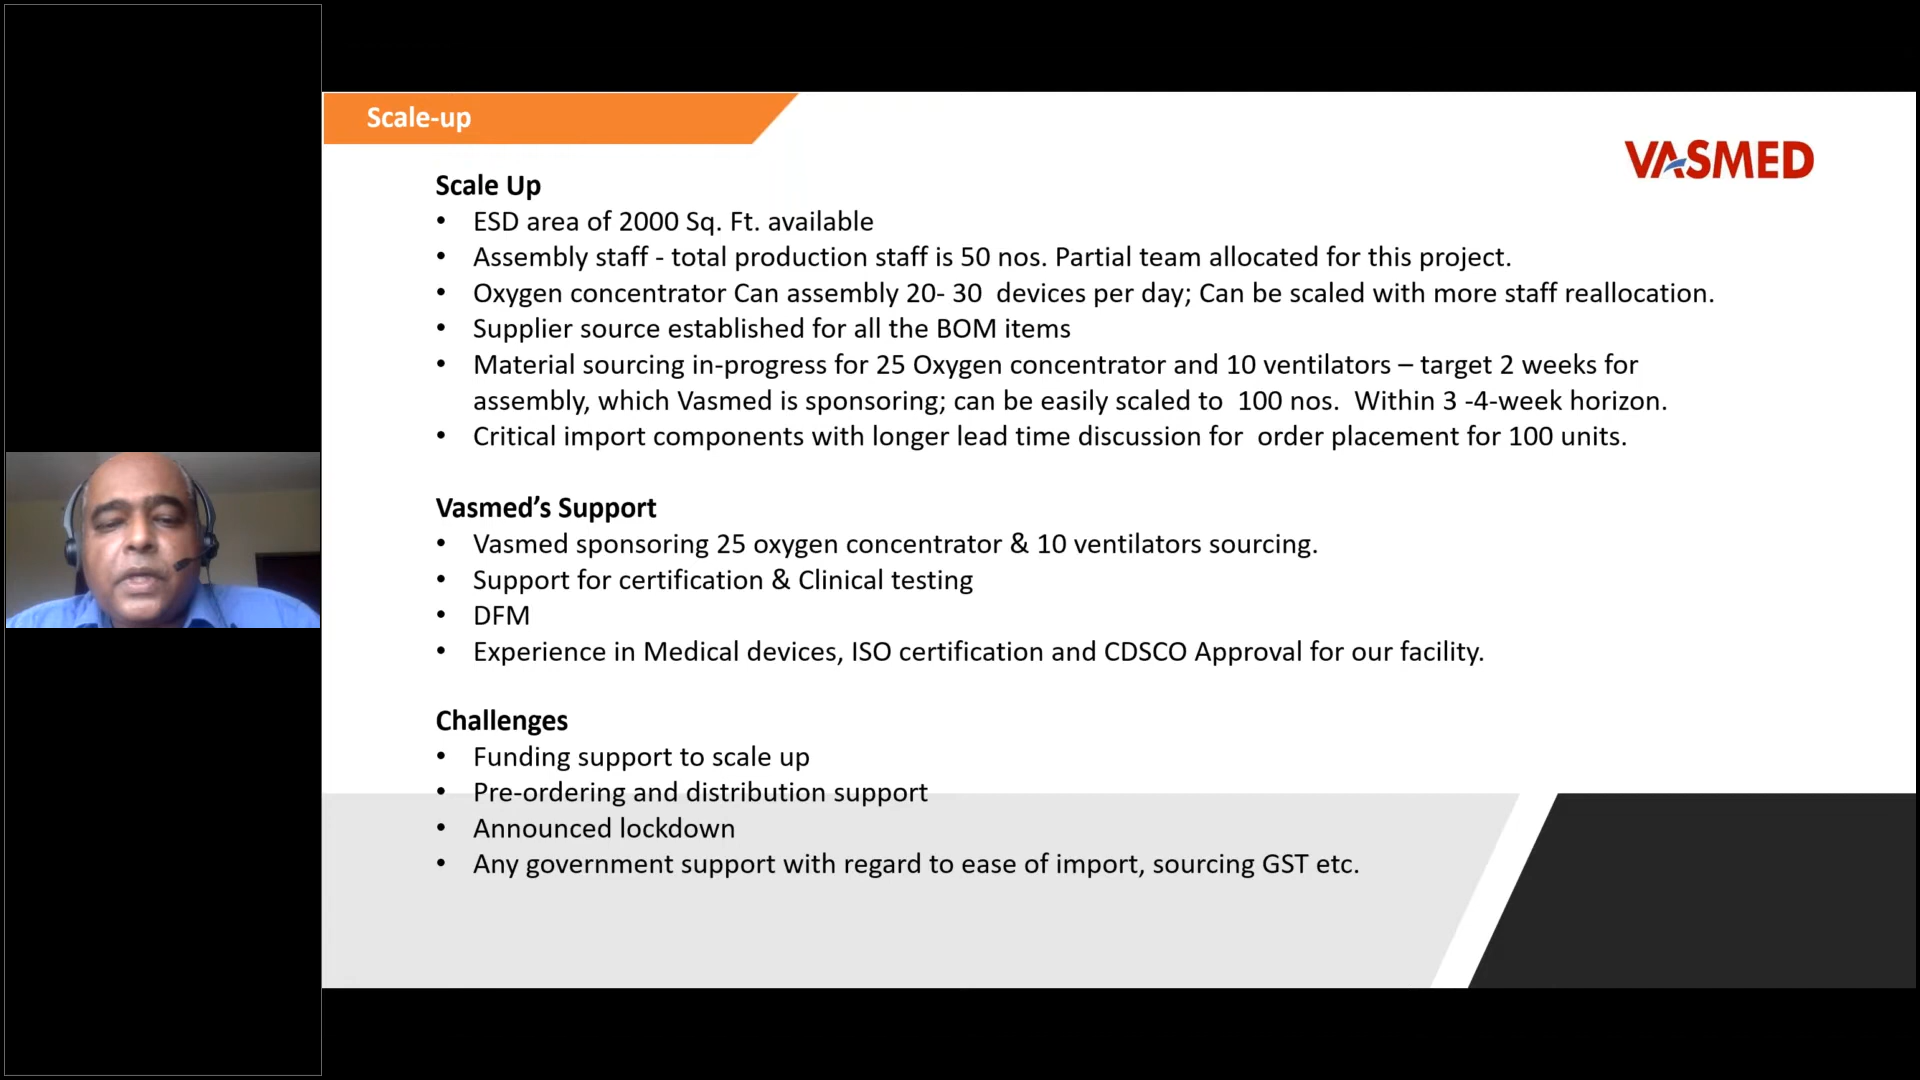 Scale-up
VASMED
Scale Up
• ESD area of 2000 Sq. Ft. available
• Assembly staff - total production staff is 50 nos. Partial team allocated for this project.
• Oxygen concentrator Can assembly 20- 30  devices per day; Can be scaled with more staff reallocation.
• Supplier source established for all the BOM items
• Material sourcing in-progress for 25 Oxygen concentrator and 10 ventilators – target 2 weeks for
assembly, which Vasmed is sponsoring; can be easily scaled to  100 nos.  Within 3 -4-week horizon.
• Critical import components with longer lead time discussion for  order placement for 100 units.
Vasmed’s Support
• Vasmed sponsoring 25 oxygen concentrator & 10 ventilators sourcing.
• Support for certification & Clinical testing
• DFM
• Experience in Medical devices, ISO certification and CDSCO Approval for our facility.
Challenges
• Funding support to scale up
• Pre-ordering and distribution support
• Announced lockdown
• Any government support with regard to ease of import, sourcing GST etc.